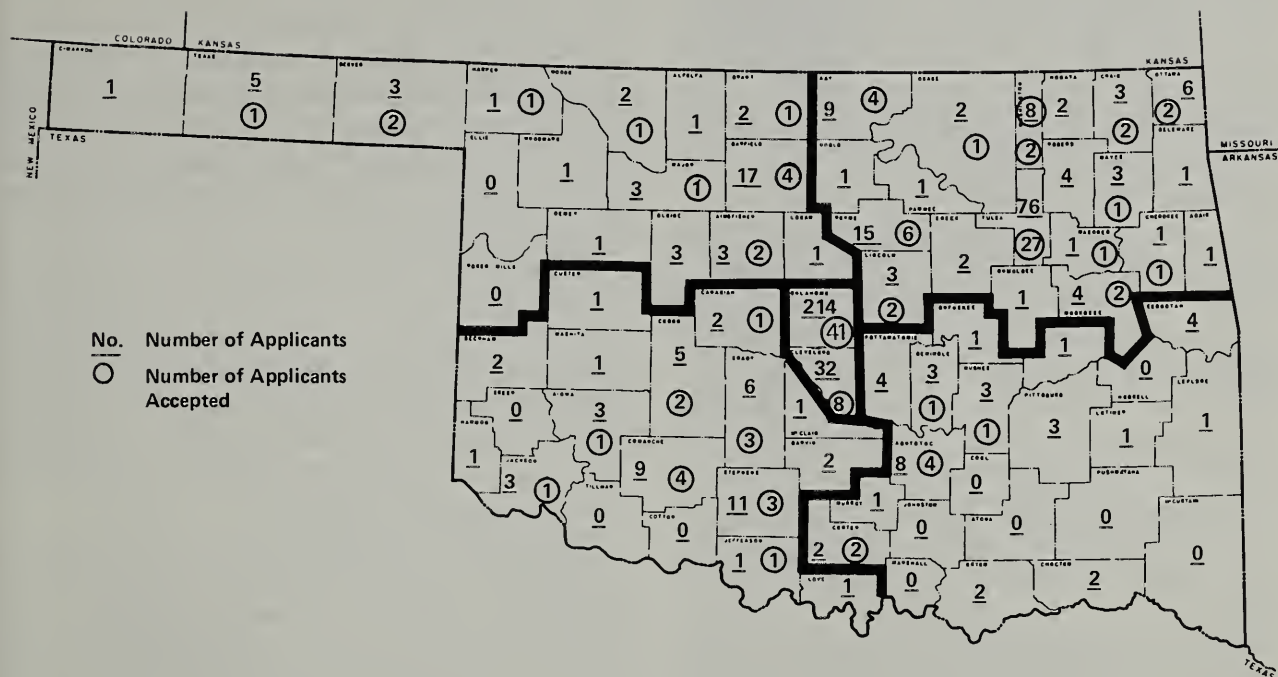 COLORADO KANSAS
KANSAS
NEW MEXICO
TEXAS
MISSOURI
ARKANSAS
TEXAS
CIMARRON 1
TEXAS 5 1
BEAVER 3 2
HARPER 1 1
WOODS 2 1
ALFALFA 1
GRANT 2 1
KAY 9 4
OSAGE 2 1
8 2
NOWATA 2
CRAIG 3 2
OTTAWA 6 2
ELLIS 0
WOODWARD 1
MAJOR 3 1
GARFIELD 17 4
NOBLE 1
PAWNEE 1
ROGERS 4
MAYES 3 1
DELAWARE 1
ROGER MILLS 0
DEWEY 1
BLAINE 3
KINGFISHER 3 2
LOGAN 1
PAYNE 15 6
CREEK 2
TULSA 76 27
WAGONER 1 1
CHEROKEE 1 1
ADAIR 1
CUSTER 1
CANADIAN 2 1
OKLAHOMA 214 41
LINCOLN 3 2
OKFUSKEE 1
OKMULGEE 1
MUSKOGEE 4 2
SEQUOYAH 4
No. Number of Applicants
Number of Applicants
Accepted
BECKHAM 2
WASHITA 1
CADDO 5 2
GRADY 6 3
CLEVELAND 32 8
McCLAIN 1
POTTAWATOMIE 4
SEMINOLE 3 1
HUGHES 3 1
1
HASKELL 0
PITTSBURG 3
LATIMER 1
LEFLORE 1
HARMON 1
GREER 0
KIOWA 3 1
JACKSON 3 1
TILLMAN 0
COMANCHE 9 4
COTTON 0
STEPHENS 11 3
JEFFERSON 1 1
GARVIN 2
MURRAY 1
CARTER 2 2
LOVE 1
PONTOTOC 8 4
COAL 0
JOHNSTON 0
ATOKA 0
PUSHMATAHA 0
McCURTAIN 0
MARSHALL 0
BRYAN 2
CHOCTAW 2